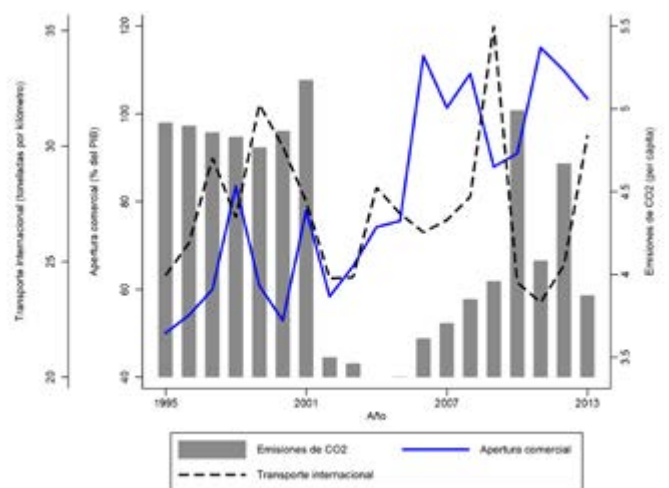 Transporte internacional (toneladas por kilómetro)
35
30
25
20
Apertura comercial (% del PIB)
120
100
80
60
40
Emisiones de CO2 (per cápita)
5.5
5
4.5
4
3.5
1995
2001
2007
2013
Año
Emisiones de CO2
Apertura comercial
Transporte internacional